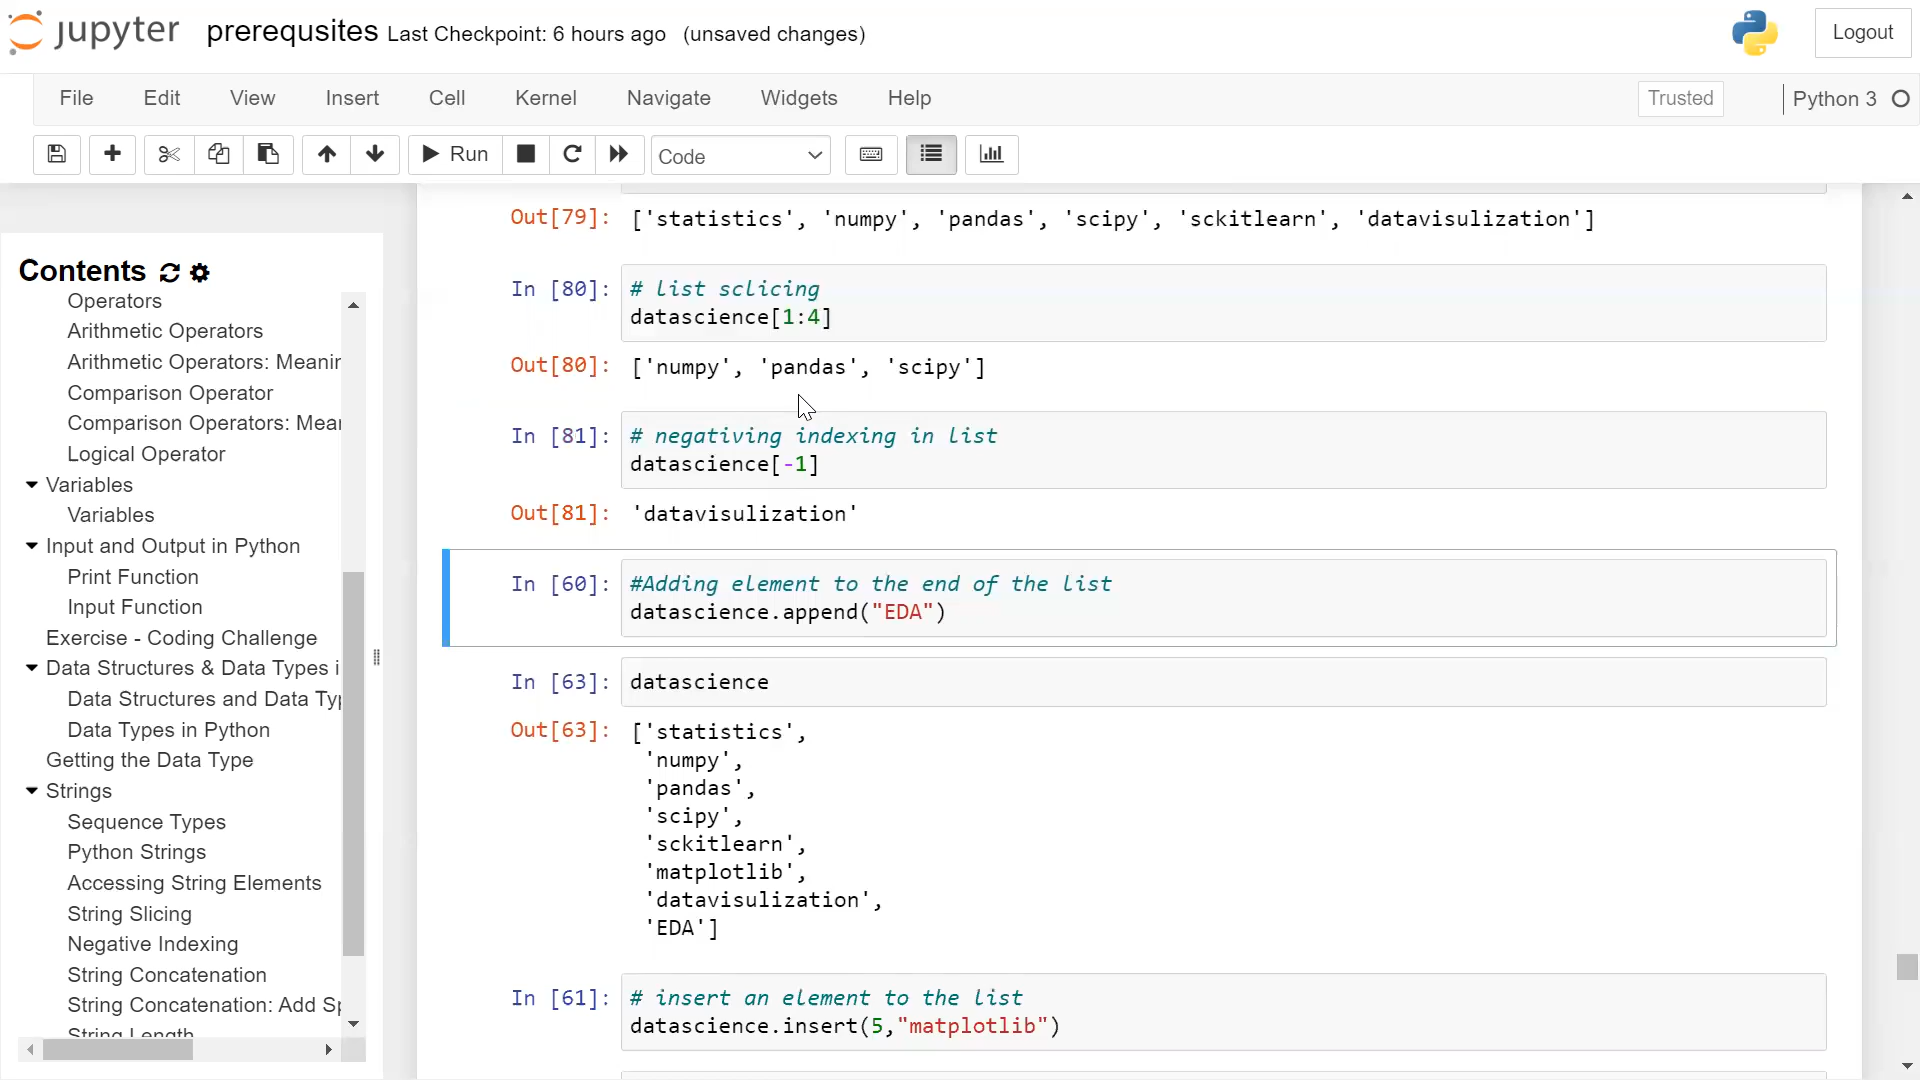 jupyter prerequsites Last Checkpoint: 6 hours ago (unsaved changes)
Logout
File Edit View Insert Cell Kernel Navigate Widgets Help
Trusted
Python 3
Run
Code
Contents
Operators
Arithmetic Operators
Arithmetic Operators: Meanin
Comparison Operator
Comparison Operators: Mear
Logical Operator
Variables
Variables
Input and Output in Python
Print Function
Input Function
Exercise - Coding Challenge
Data Structures & Data Types i
Data Structures and Data Typ
Data Types in Python
Getting the Data Type
Strings
Sequence Types
Python Strings
Accessing String Elements
String Slicing
Negative Indexing
String Concatenation
String Concatenation: Add Sp
String Length
Out[79]: ['statistics', 'numpy', 'pandas', 'scipy', 'sckitlearn', 'datavisulization']
In [80]: # list sclicing
datascience[1:4]
Out[80]: ['numpy', 'pandas', 'scipy']
In [81]: # negativing indexing in list
datascience[-1]
Out[81]: 'datavisulization'
In [60]: #Adding element to the end of the list
datascience.append("EDA")
In [63]: datascience
Out[63]: ['statistics',
'numpy',
'pandas',
'scipy',
'sckitlearn',
'matplotlib',
'datavisulization',
'EDA']
In [61]: # insert an element to the list
datascience.insert(5,"matplotlib")